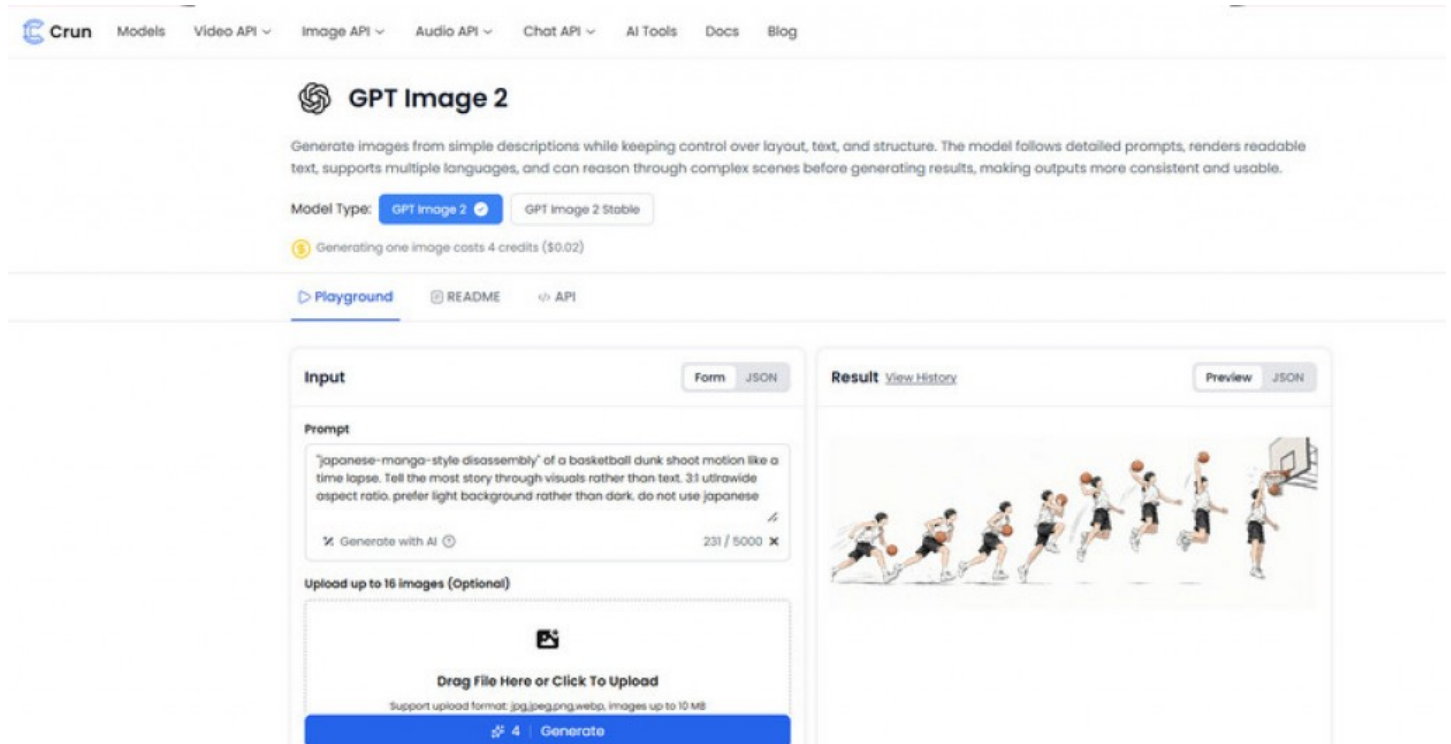 Crun Models Video API Image API Audio API Chat API AI Tools Docs Blog
GPT Image 2
Generate images from simple descriptions while keeping control over layout, text, and structure. The model follows detailed prompts, renders readable
text, supports multiple languages, and can reason through complex scenes before generating results, making outputs more consistent and usable.
Model Type: GPT Image 2 GPT Image 2 Stable
$ Generating one image costs 4 credits ($0.02)
Playground README </> API
Input Form JSON
Prompt
"japanese-manga-style disassembly" of a basketball dunk shoot motion like a
time lapse. Tell the most story through visuals rather than text. 3:1 utlrawide
aspect ratio. prefer light background rather than dark. do not use japanese
Generate with AI ? 231 / 5000 ×
Upload up to 16 images (Optional)
Drag File Here or Click To Upload
Support upload format: jpg,jpeg,png,webp, images up to 10 MB
4 | Generate
Result View History Preview JSON